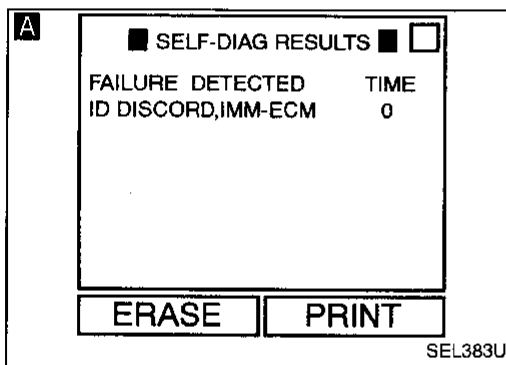 A
SELF-DIAG RESULTS
FAILURE DETECTED TIME
ID DISCORD,IMM-ECM 0
ERASE PRINT
SEL383U